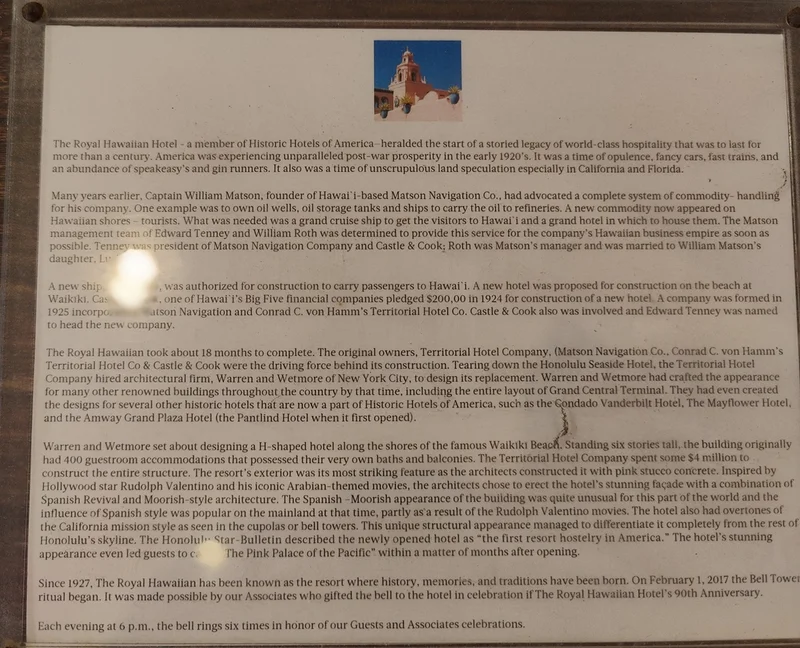 The Royal Hawaiian Hotel - a member of Historic Hotels of America- heralded the start of a storied legacy of world-class hospitality that was to last for
more than a century. America was experiencing unparalleled post-war prosperity in the early 1920's. It was a time of opulence, fancy cars, fast trains, and
an abundance of speakeasy's and gin runners. It also was a time of unscrupulous land speculation especially in California and Florida.
Many years earlier, Captain William Matson, founder of Hawai`i-based Matson Navigation Co., had advocated a complete system of commodity- handling
for his company. One example was to own oil wells, oil storage tanks and ships to carry the oil to refineries. A new commodity now appeared on
Hawaiian shores - tourists. What was needed was a grand cruise ship to get the visitors to Hawai`i and a grand hotel in which to house them. The Matson
management team of Edward Tenney and William Roth was determined to provide this service for the company's Hawaiian business empire as soon as
possible. Tenney was president of Matson Navigation Company and Castle & Cook; Roth was Matson's manager and was married to William Matson's
daughter,
A new ship, was authorized for construction to carry passengers to Hawai`i. A new hotel was proposed for construction on the beach at
Waikiki. one of Hawai`i's Big Five financial companies pledged $200,00 in 1924 for construction of a new hotel. A company was formed in
1925 Navigation and Conrad C. von Hamm's Territorial Hotel Co. Castle & Cook also was involved and Edward Tenney was named
to head the new company.
The Royal Hawaiian took about 18 months to complete. The original owners, Territorial Hotel Company, (Matson Navigation Co., Conrad C. von Hamm's
Territorial Hotel Co & Castle & Cook were the driving force behind its construction. Tearing down the Honolulu Seaside Hotel, the Territorial Hotel
Company hired architectural firm, Warren and Wetmore of New York City, to design its replacement. Warren and Wetmore had crafted the appearance
for many other renowned buildings throughout the country by that time, including the entire layout of Grand Central Terminal. They had even created
the designs for several other historic hotels that are now a part of Historic Hotels of America, such as the Condado Vanderbilt Hotel, The Mayflower Hotel,
and the Amway Grand Plaza Hotel (the Pantlind Hotel when it first opened).
Warren and Wetmore set about designing a H-shaped hotel along the shores of the famous Waikiki Beach. Standing six stories tall, the building originally
had 400 guestroom accommodations that possessed their very own baths and balconies. The Territorial Hotel Company spent some $4 million to
construct the entire structure. The resort's exterior was its most striking feature as the architects constructed it with pink stucco concrete. Inspired by
Hollywood star Rudolph Valentino and his iconic Arabian-themed movies, the architects chose to erect the hotel's stunning façade with a combination of
Spanish Revival and Moorish-style architecture. The Spanish -Moorish appearance of the building was quite unusual for this part of the world and the
influence of Spanish style was popular on the mainland at that time, partly as a result of the Rudolph Valentino movies. The hotel also had overtones of
the California mission style as seen in the cupolas or bell towers. This unique structural appearance managed to differentiate it completely from the rest of
Honolulu's skyline. The Honolulu Star-Bulletin described the newly opened hotel as "the first resort hostelry in America." The hotel's stunning
appearance even led guests to The Pink Palace of the Pacific" within a matter of months after opening.
Since 1927, The Royal Hawaiian has been known as the resort where history, memories, and traditions have been born. On February 1, 2017 the Bell Tower
ritual began. It was made possible by our Associates who gifted the bell to the hotel in celebration if The Royal Hawaiian Hotel's 90th Anniversary.
Each evening at 6 p.m., the bell rings six times in honor of our Guests and Associates celebrations.